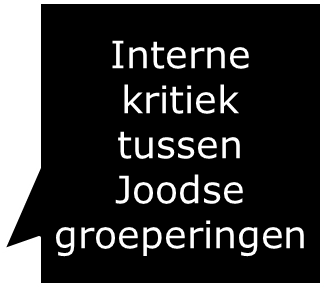 Interne
kritiek
tussen
Joodse
groeperingen